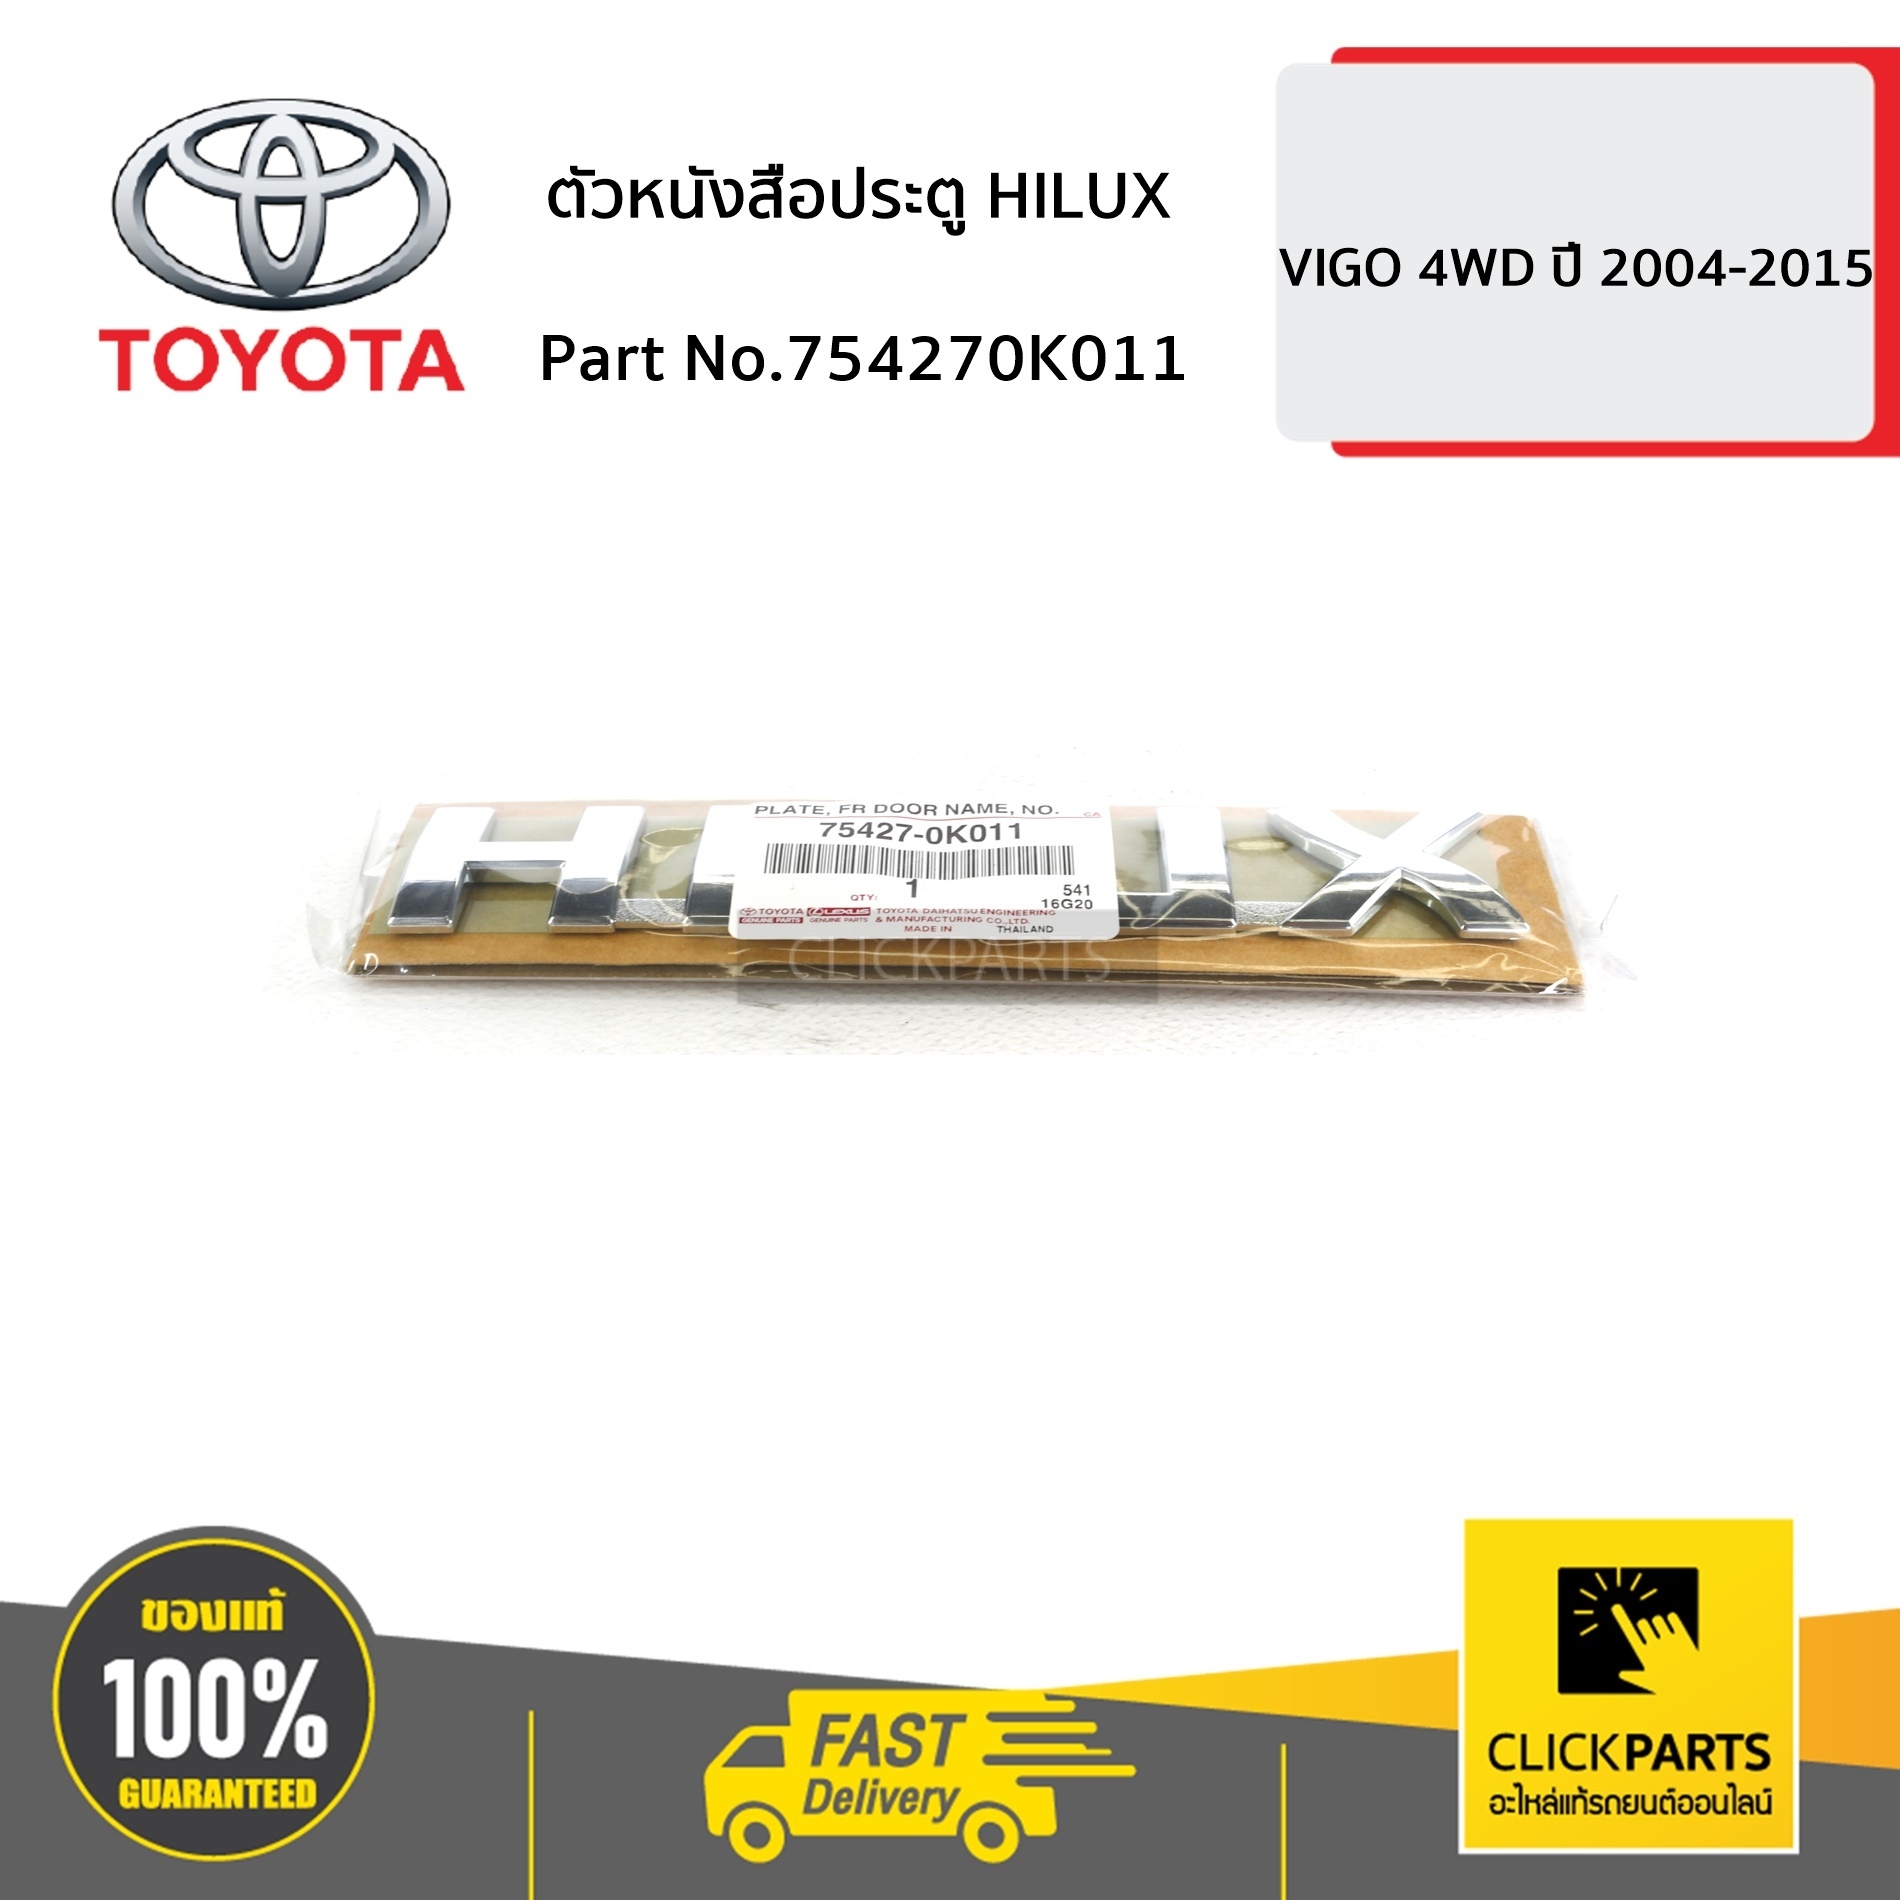 TOYOTA
ตัวหนังสือประตู HILUX
Part No.754270K011
VIGO 4WD ปี 2004-2015
PLATE, FR DOOR NAME, NO.
CA
75427-0K011
QTY: 1
541
16G20
TOYOTA LEXUS TOYOTA DAIHATSU ENGINEERING
GENUINE PARTS GENUINE PARTS & MANUFACTURING CO.,LTD.
MADE IN THAILAND
CLICKPARTS
ของแท้
100%
GUARANTEED
FAST
Delivery
CLICKPARTS
อะไหล่แท้รถยนต์ออนไลน์